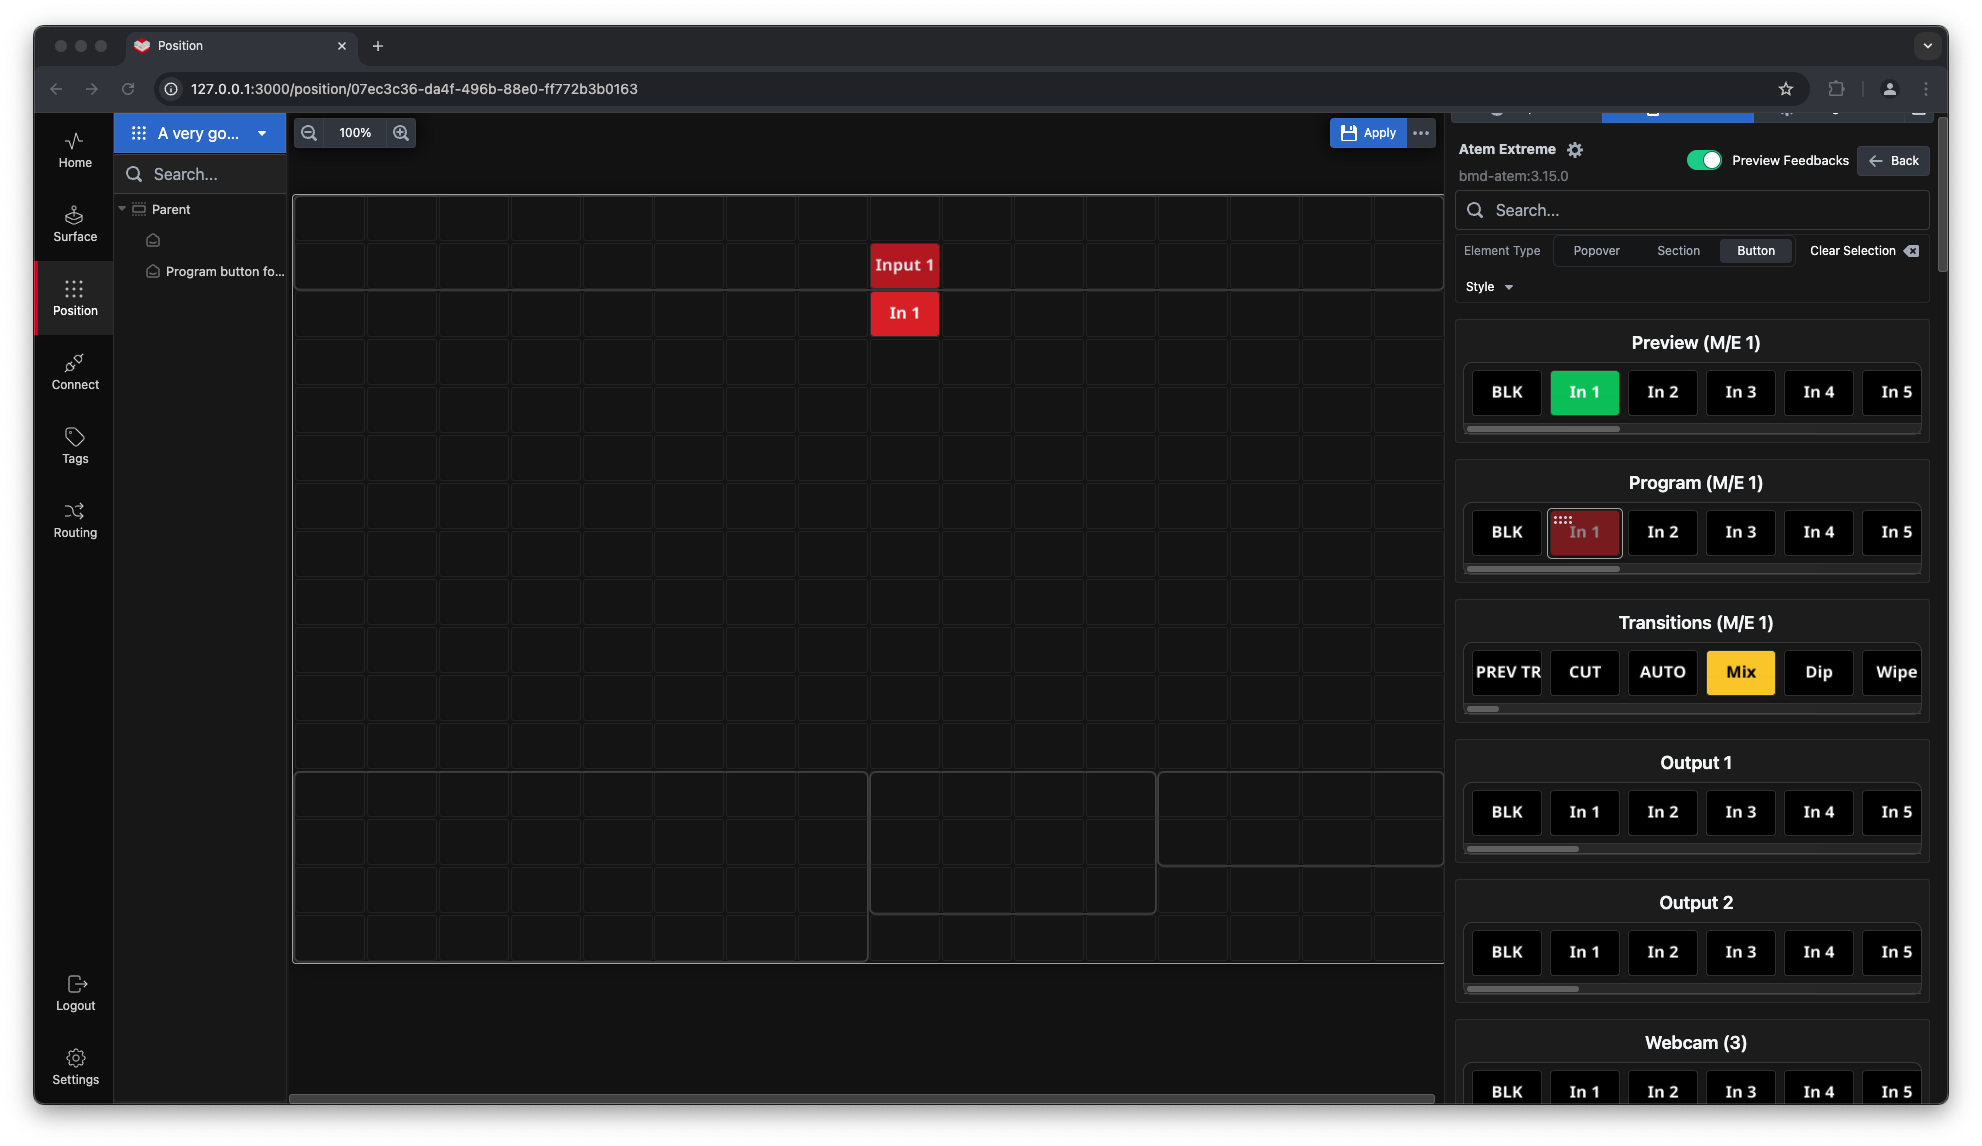 Position
127.0.0.1:3000/position/07ec3c36-da4f-496b-88e0-ff772b3b0163
Home
Surface
Position
Connect
Tags
Routing
Logout
Settings
A very go...
Search...
Parent
Program button fo...
100%
Apply
Input 1
In 1
Atem Extreme
bmd-atem:3.15.0
Preview Feedbacks
Back
Search...
Element Type Popover Section Button Clear Selection
Style
Preview (M/E 1)
BLK In 1 In 2 In 3 In 4 In 5
Program (M/E 1)
BLK In 1 In 2 In 3 In 4 In 5
Transitions (M/E 1)
PREV TR CUT AUTO Mix Dip Wipe
Output 1
BLK In 1 In 2 In 3 In 4 In 5
Output 2
BLK In 1 In 2 In 3 In 4 In 5
Webcam (3)
BLK In 1 In 2 In 3 In 4 In 5